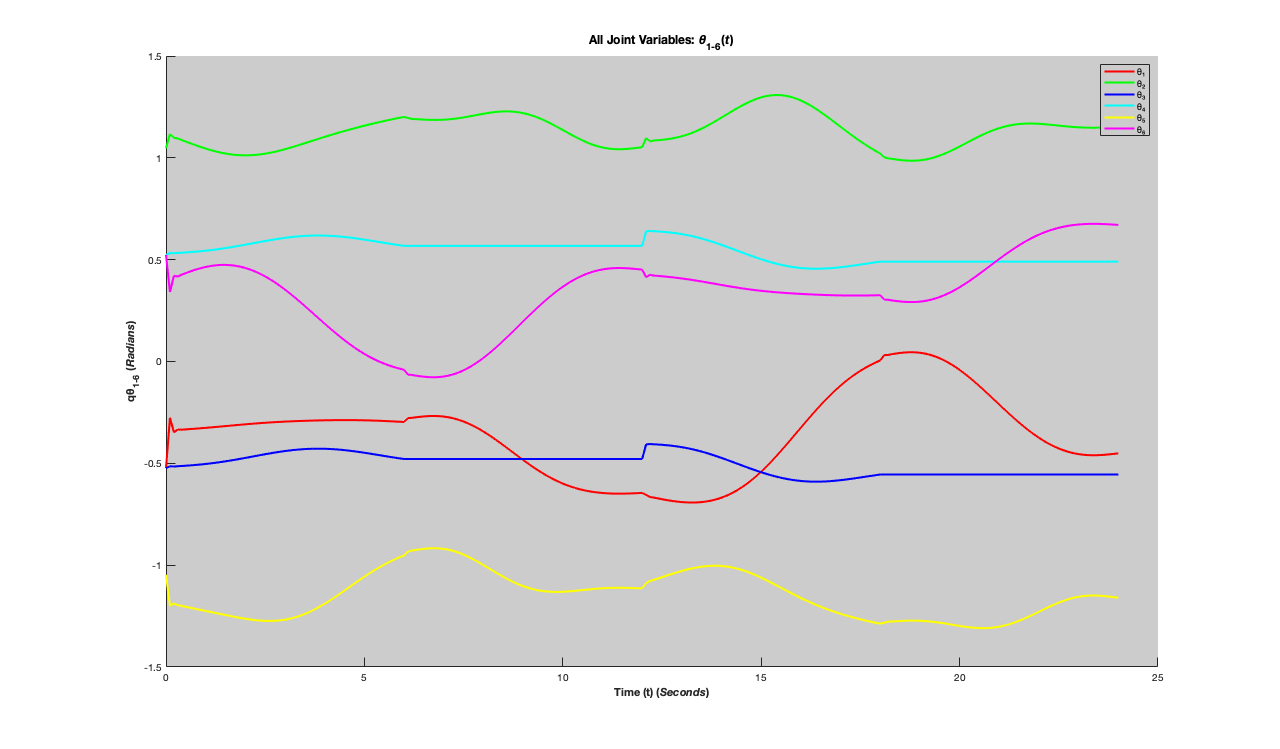 All Joint Variables: θ1-6(t)
θ1
θ2
θ3
θ4
θ5
θ6
1.5
1
0.5
0
-0.5
-1
-1.5
qθ1-6 (Radians)
0 5 10 15 20 25
Time (t) (Seconds)